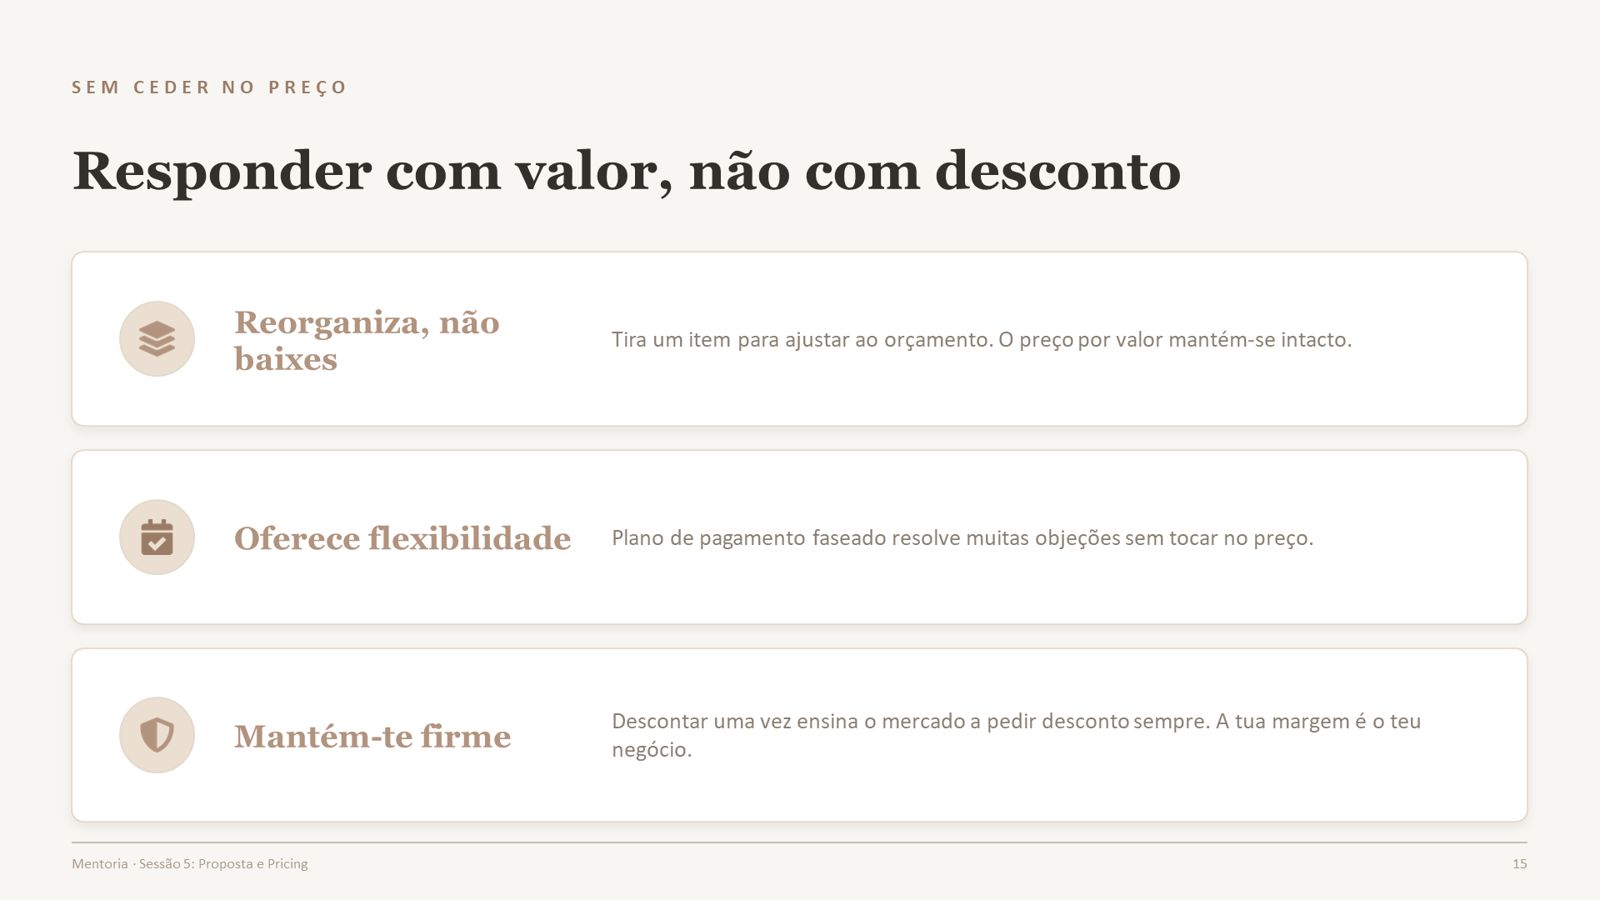 SEM CEDER NO PREÇO
Responder com valor, não com desconto
Reorganiza, não
baixes
Tira um item para ajustar ao orçamento. O preço por valor mantém-se intacto.
Oferece flexibilidade
Plano de pagamento faseado resolve muitas objeções sem tocar no preço.
Mantém-te firme
Descontar uma vez ensina o mercado a pedir desconto sempre. A tua margem é o teu
negócio.
Mentoria · Sessão 5: Proposta e Pricing
15